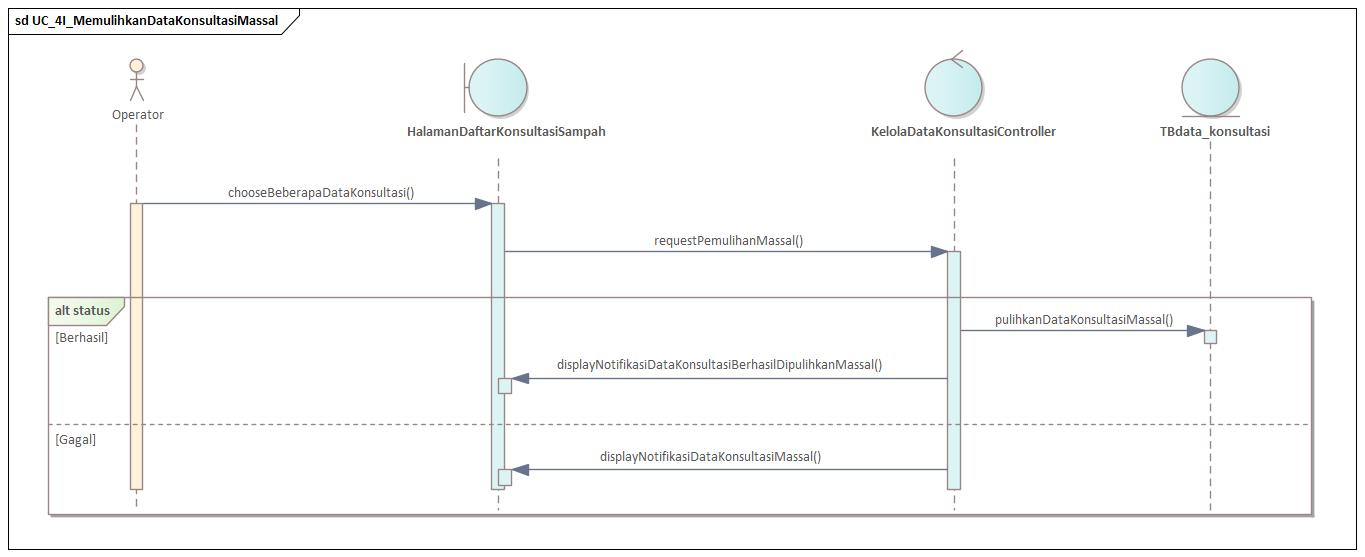 sd UC_4I_MemulihkanDataKonsultasiMassal
Operator
HalamanDaftarKonsultasiSampah
KelolaDataKonsultasiController
TBdata_konsultasi
chooseBeberapaDataKonsultasi()
requestPemulihanMassal()
alt status
[Berhasil]
pulihkanDataKonsultasiMassal()
displayNotifikasiDataKonsultasiBerhasilDipulihkanMassal()
[Gagal]
displayNotifikasiDataKonsultasiMassal()